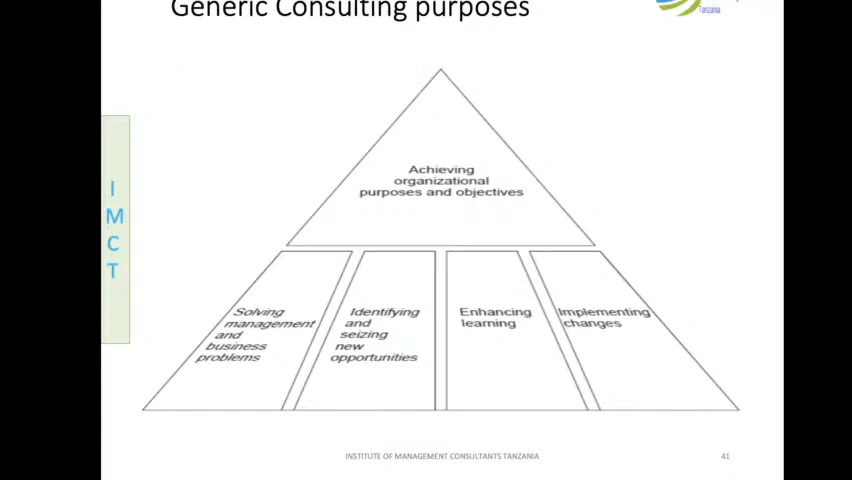 Generic Consulting purposes
Tanzania
I
M
C
T
Achieving
organizational
purposes and objectives
Solving
management
and
business
problems
Identifying
and
seizing
new
opportunities
Enhancing
learning
Implementing
changes
INSTITUTE OF MANAGEMENT CONSULTANTS TANZANIA
41